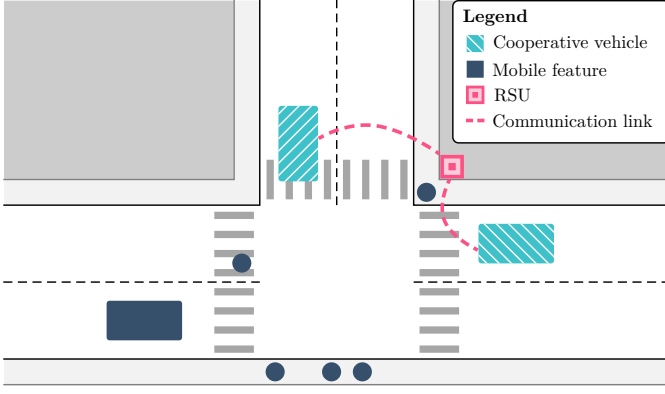 Legend
Cooperative vehicle
Mobile feature
RSU
Communication link